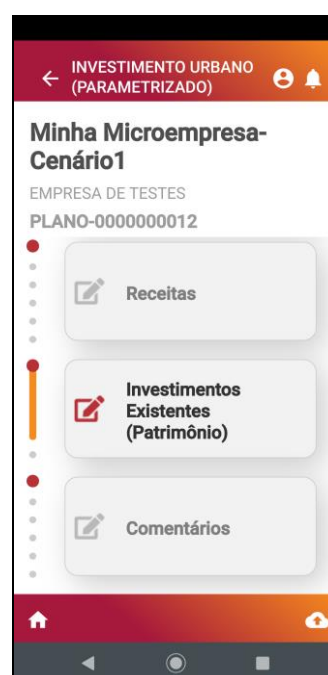 INVESTIMENTO URBANO
(PARAMETRIZADO)
Minha Microempresa-
Cenário1
EMPRESA DE TESTES
PLANO-0000000012
Receitas
Investimentos
Existentes
(Patrimônio)
Comentários